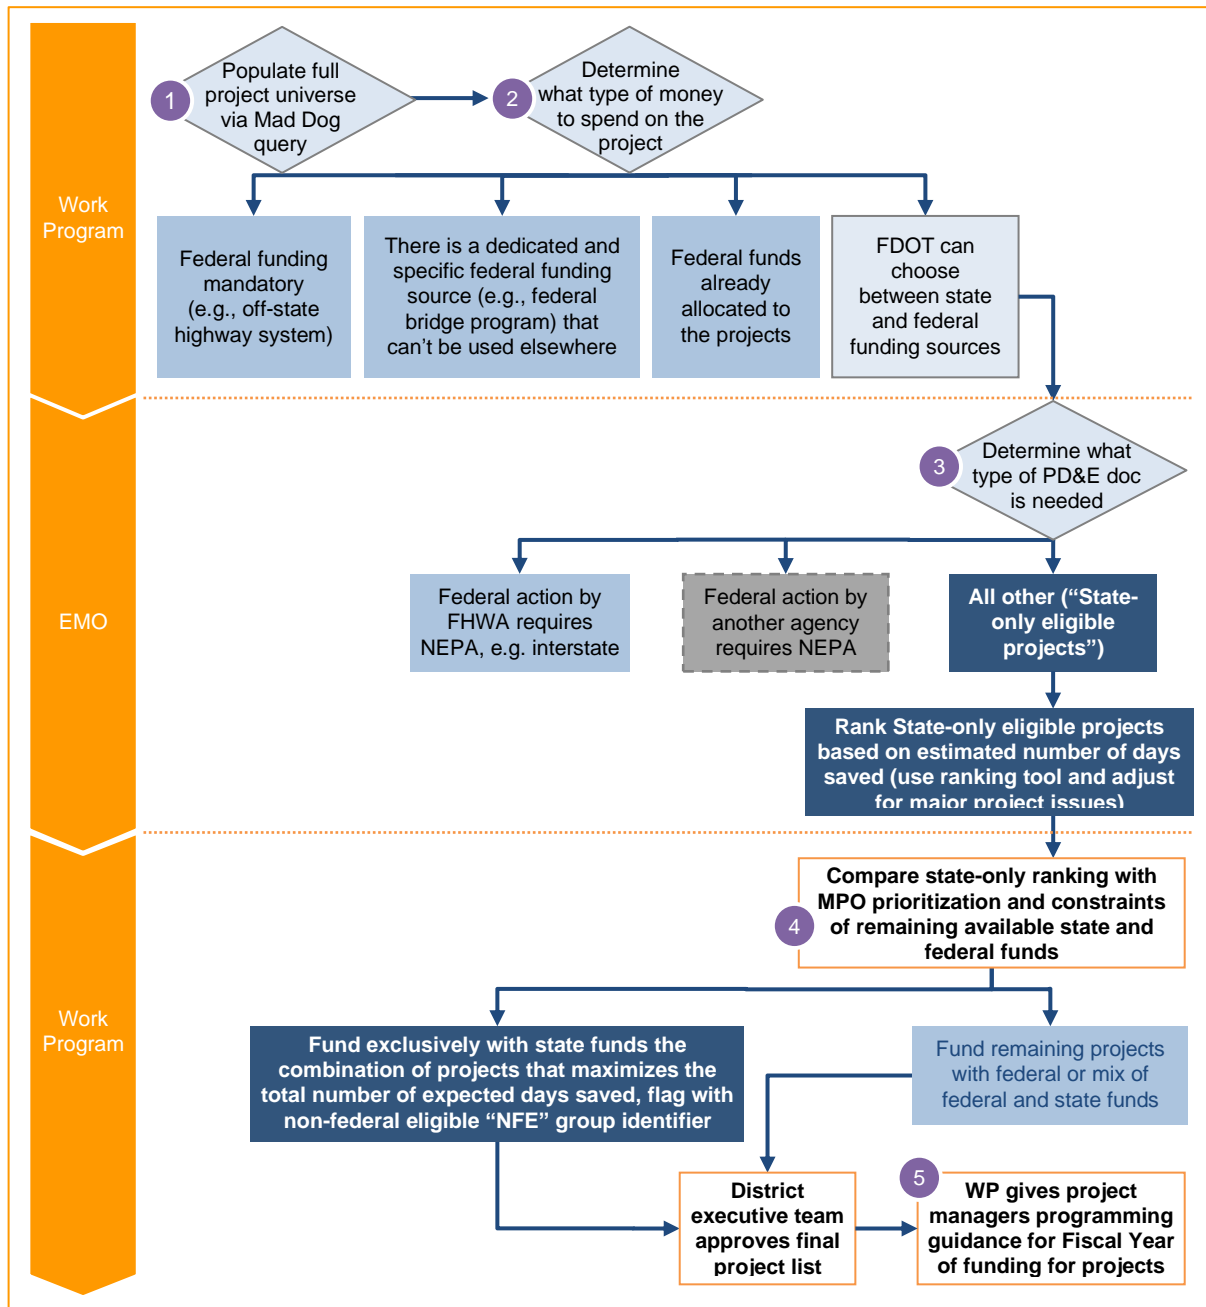 Work
Program
1
Populate full
project universe
via Mad Dog
query
2
Determine
what type of money
to spend on the
project
Federal funding
mandatory
(e.g., off-state
highway system)
There is a dedicated and
specific federal funding
source (e.g., federal
bridge program) that
can't be used elsewhere
Federal funds
already
allocated to
the projects
FDOT can
choose
between state
and federal
funding sources
EMO
3
Determine what
type of PD&E doc
is needed
Federal action by
FHWA requires
NEPA, e.g. interstate
Federal action by
another agency
requires NEPA
All other (“State-
only eligible
projects”)
Rank State-only eligible projects
based on estimated number of days
saved (use ranking tool and adjust
for major project issues)
Work
Program
4
Compare state-only ranking with
MPO prioritization and constraints
of remaining available state and
federal funds
Fund exclusively with state funds the
combination of projects that maximizes the
total number of expected days saved, flag with
non-federal eligible “NFE” group identifier
Fund remaining projects
with federal or mix of
federal and state funds
District
executive team
approves final
project list
5
WP gives project
managers programming
guidance for Fiscal Year
of funding for projects